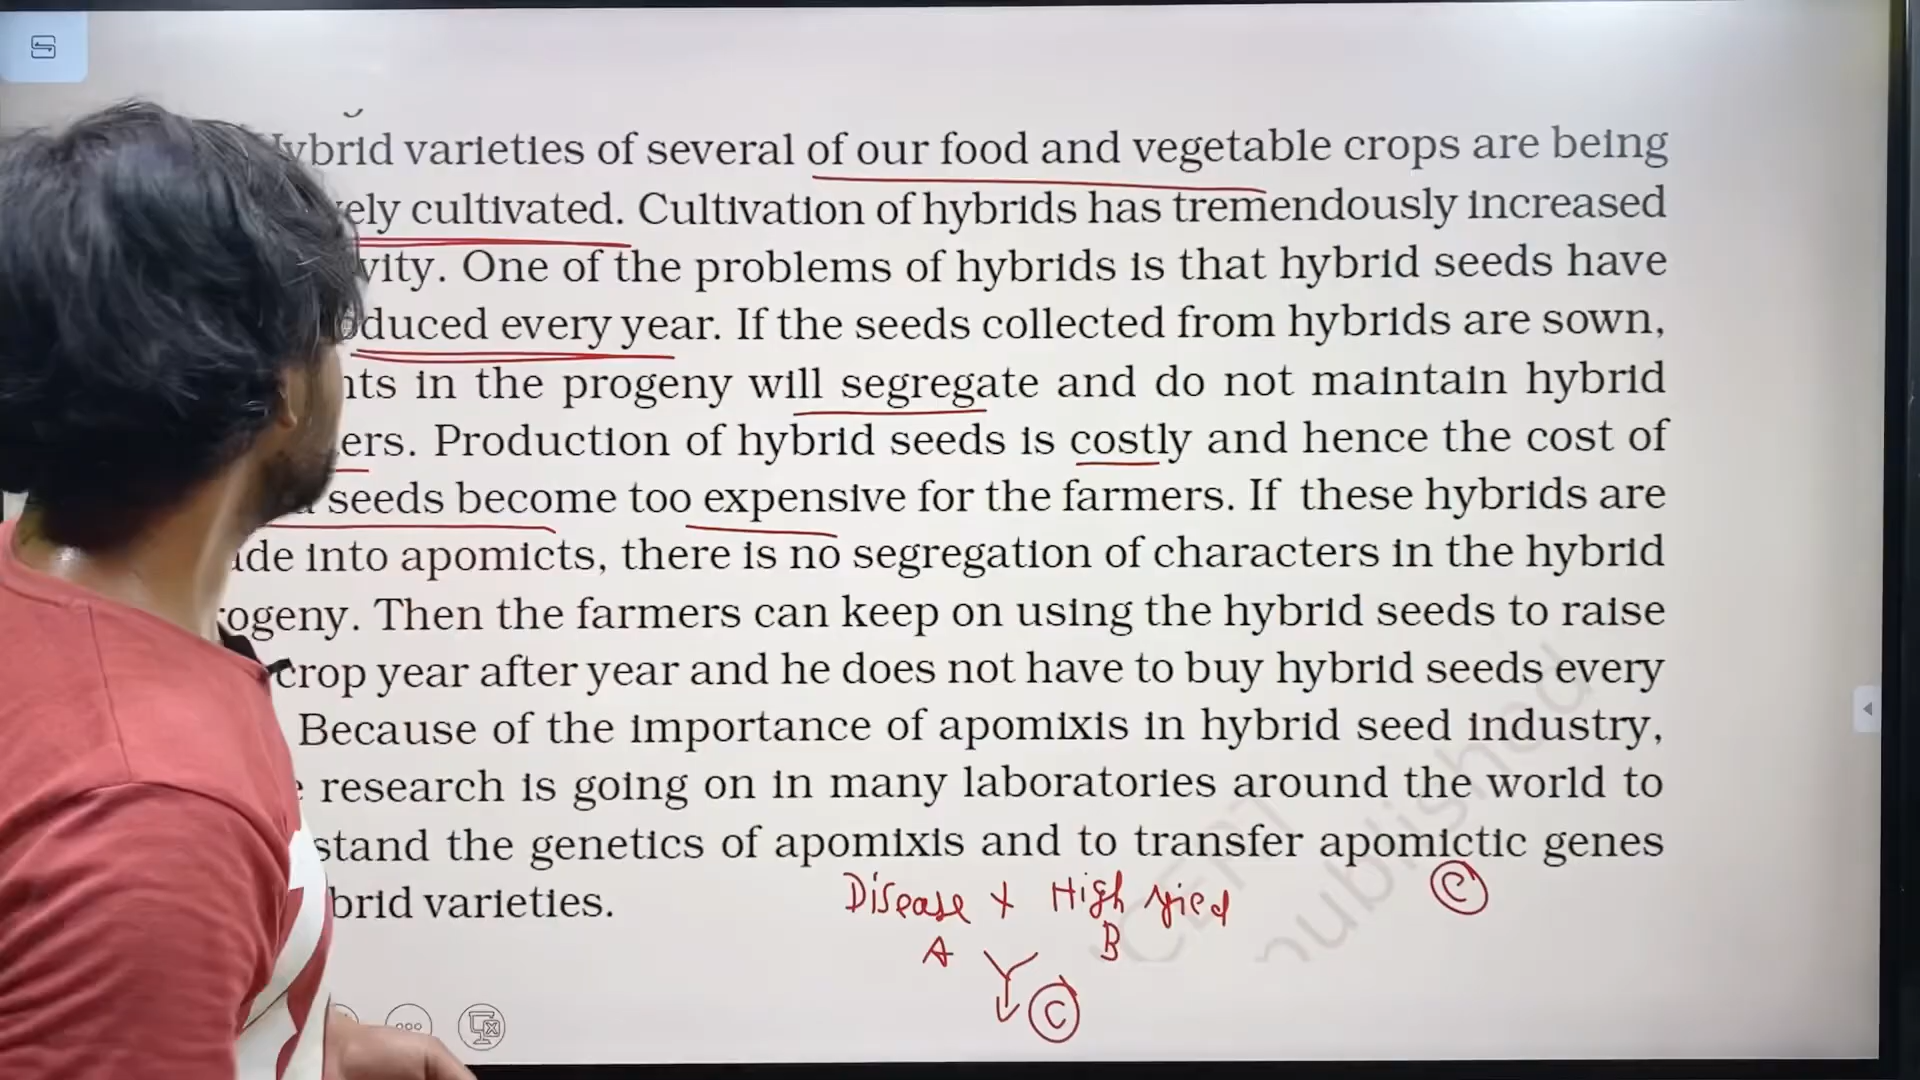 ybrid varieties of several of our food and vegetable crops are being
ely cultivated. Cultivation of hybrids has tremendously increased
vity. One of the problems of hybrids is that hybrid seeds have
duced every year. If the seeds collected from hybrids are sown,
nts in the progeny will segregate and do not maintain hybrid
ers. Production of hybrid seeds is costly and hence the cost of
seeds become too expensive for the farmers. If these hybrids are
de into apomicts, there is no segregation of characters in the hybrid
ogeny. Then the farmers can keep on using the hybrid seeds to raise
crop year after year and he does not have to buy hybrid seeds every
Because of the importance of apomixis in hybrid seed industry,
research is going on in many laboratories around the world to
stand the genetics of apomixis and to transfer apomictic genes
brid varieties.
Disease + High yied
C
A B
C